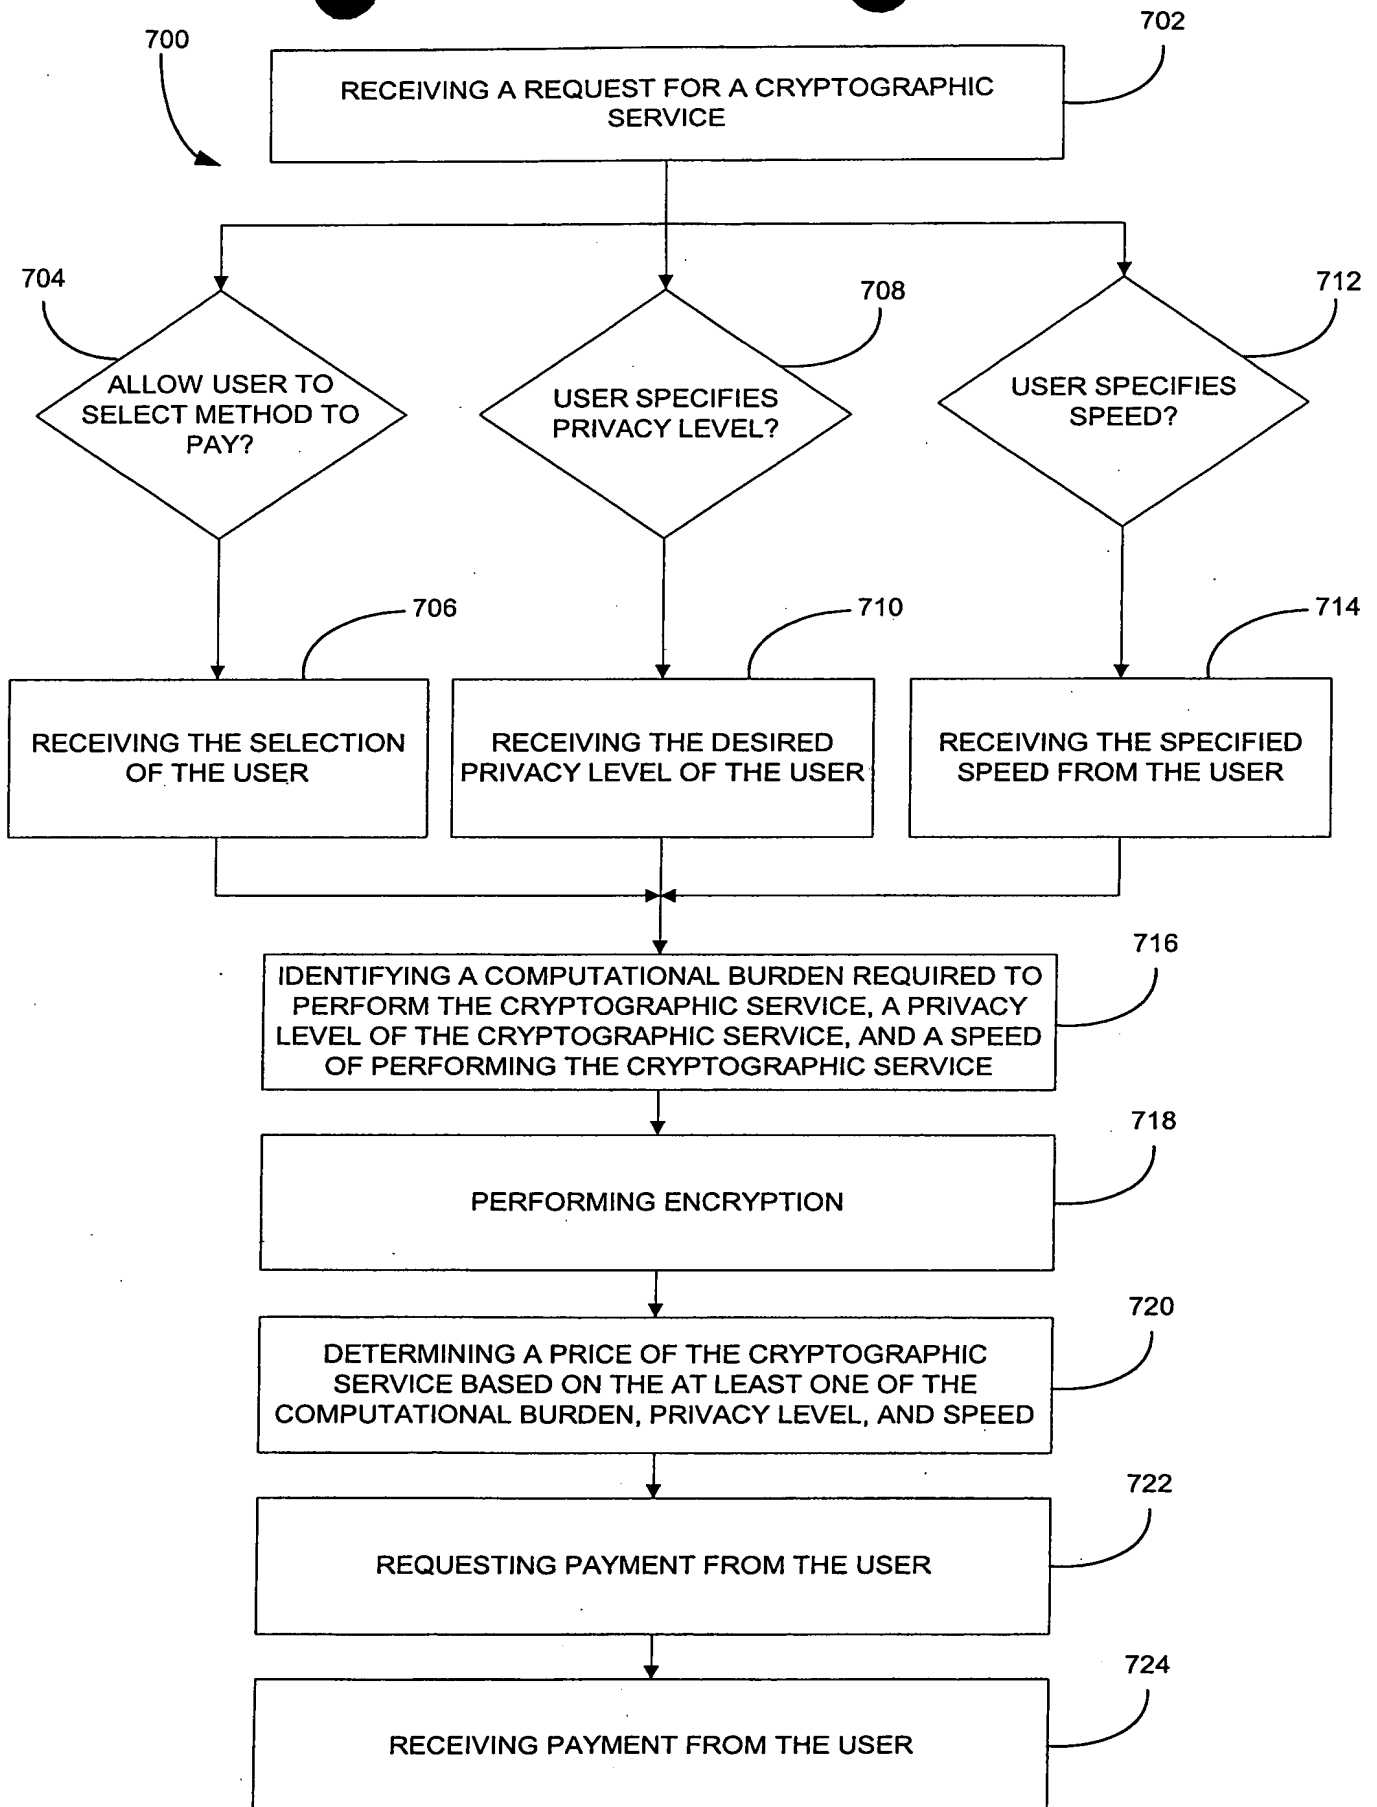 700
702
RECEIVING A REQUEST FOR A CRYPTOGRAPHIC
SERVICE
704
708
712
ALLOW USER TO
SELECT METHOD TO
PAY?
USER SPECIFIES
PRIVACY LEVEL?
USER SPECIFIES
SPEED?
706
710
714
RECEIVING THE SELECTION
OF THE USER
RECEIVING THE DESIRED
PRIVACY LEVEL OF THE USER
RECEIVING THE SPECIFIED
SPEED FROM THE USER
716
IDENTIFYING A COMPUTATIONAL BURDEN REQUIRED TO
PERFORM THE CRYPTOGRAPHIC SERVICE, A PRIVACY
LEVEL OF THE CRYPTOGRAPHIC SERVICE, AND A SPEED
OF PERFORMING THE CRYPTOGRAPHIC SERVICE
718
PERFORMING ENCRYPTION
720
DETERMINING A PRICE OF THE CRYPTOGRAPHIC
SERVICE BASED ON THE AT LEAST ONE OF THE
COMPUTATIONAL BURDEN, PRIVACY LEVEL, AND SPEED
722
REQUESTING PAYMENT FROM THE USER
724
RECEIVING PAYMENT FROM THE USER